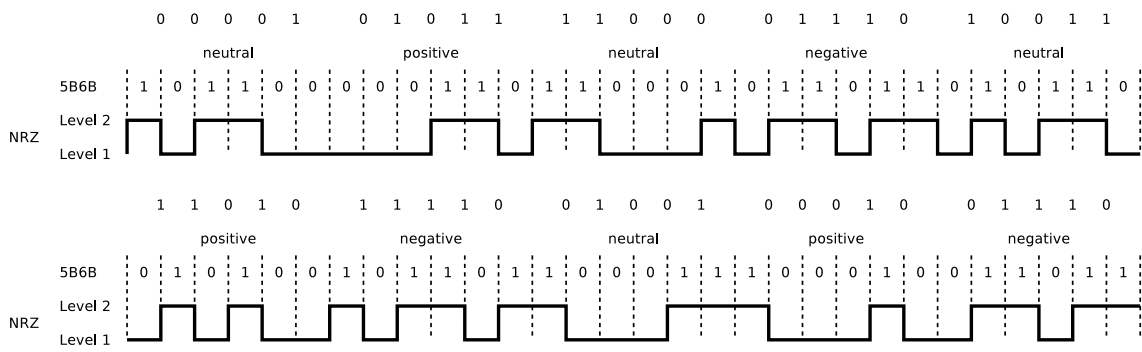 0 0 0 0 1 0 1 0 1 1 1 1 0 0 0 0 1 1 1 0 1 0 0 1 1
neutral positive neutral negative neutral
5B6B 1 0 1 1 0 0 0 0 0 1 1 0 1 1 0 0 0 1 0 1 1 0 1 1 0 1 0 1 1 0
Level 2
NRZ
Level 1
1 1 0 1 0 1 1 1 1 0 0 1 0 0 1 0 0 0 1 0 0 1 1 1 0
positive negative neutral positive negative
5B6B 0 1 0 1 0 0 1 0 1 1 0 1 1 0 0 0 1 1 1 0 0 0 1 0 0 1 1 0 1 1
Level 2
NRZ
Level 1